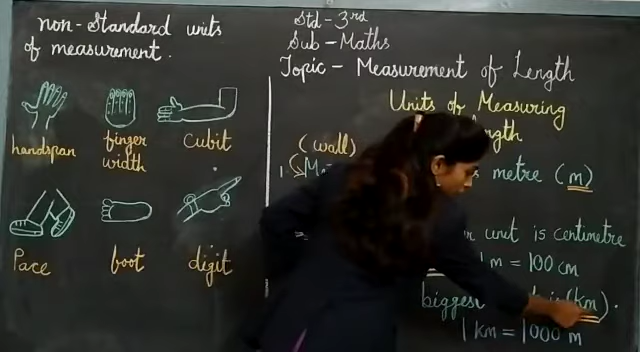 non-Standard units
of measurement.
handspan
finger
width
Cubit
Pace
foot
digit
Std - 3rd
Sub - Maths
Topic - Measurement of Length
Units of Measuring
length
(wall)
metre (m)
unit is centimetre
1 m = 100 cm
biggest (km).
1 km = 1000 m